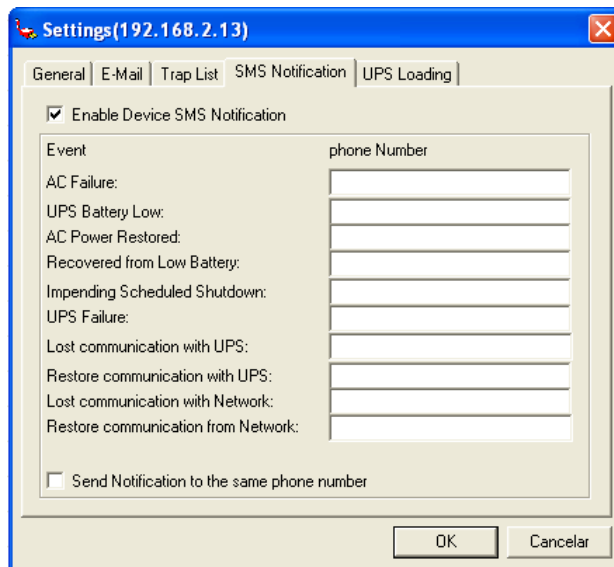 Settings(192.168.2.13)
General E-Mail Trap List SMS Notification UPS Loading
Enable Device SMS Notification
Event phone Number
AC Failure:
UPS Battery Low:
AC Power Restored:
Recovered from Low Battery:
Impending Scheduled Shutdown:
UPS Failure:
Lost communication with UPS:
Restore communication with UPS:
Lost communication with Network:
Restore communication from Network:
Send Notification to the same phone number
OK Cancelar